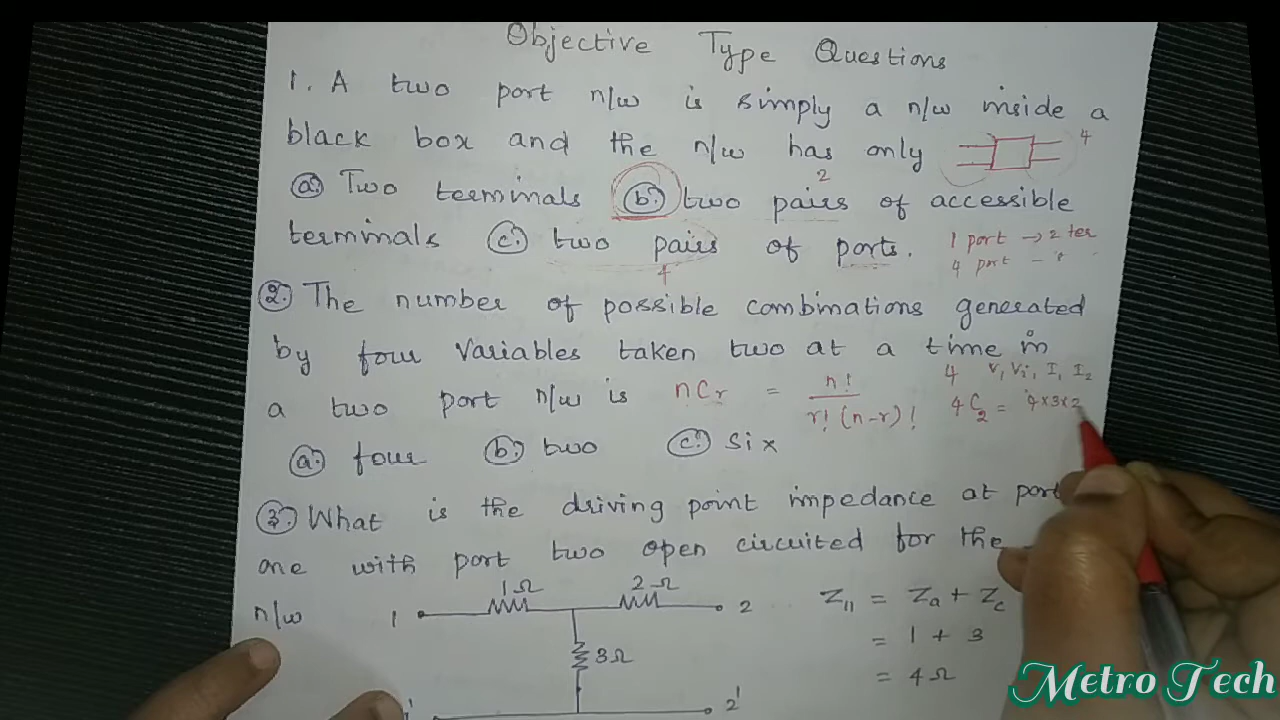 Objective Type Questions
1. A two port n/w is simply a n/w inside a
black box and the n/w has only
4
2
(a.) Two terminals (b.) two pairs of accessible
terminals (c.) two pairs of ports.
4
1 port → 2 ter
4 port -
(2.) The number of possible combinations generated
by four variables taken two at a time in
a two port n/w is nCr = n! / r! (n-r)!
4 V1, Vi, I1, I2
4C2 = 4×3×2
(a.) four (b.) two (c.) six
(3.) What is the driving point impedance at port
one with port two open circuited for the
n/w
1Ω 2Ω
1 2
3Ω
1' 2'
Z11 = Za + Zc
= 1 + 3
= 4Ω
Metro Tech